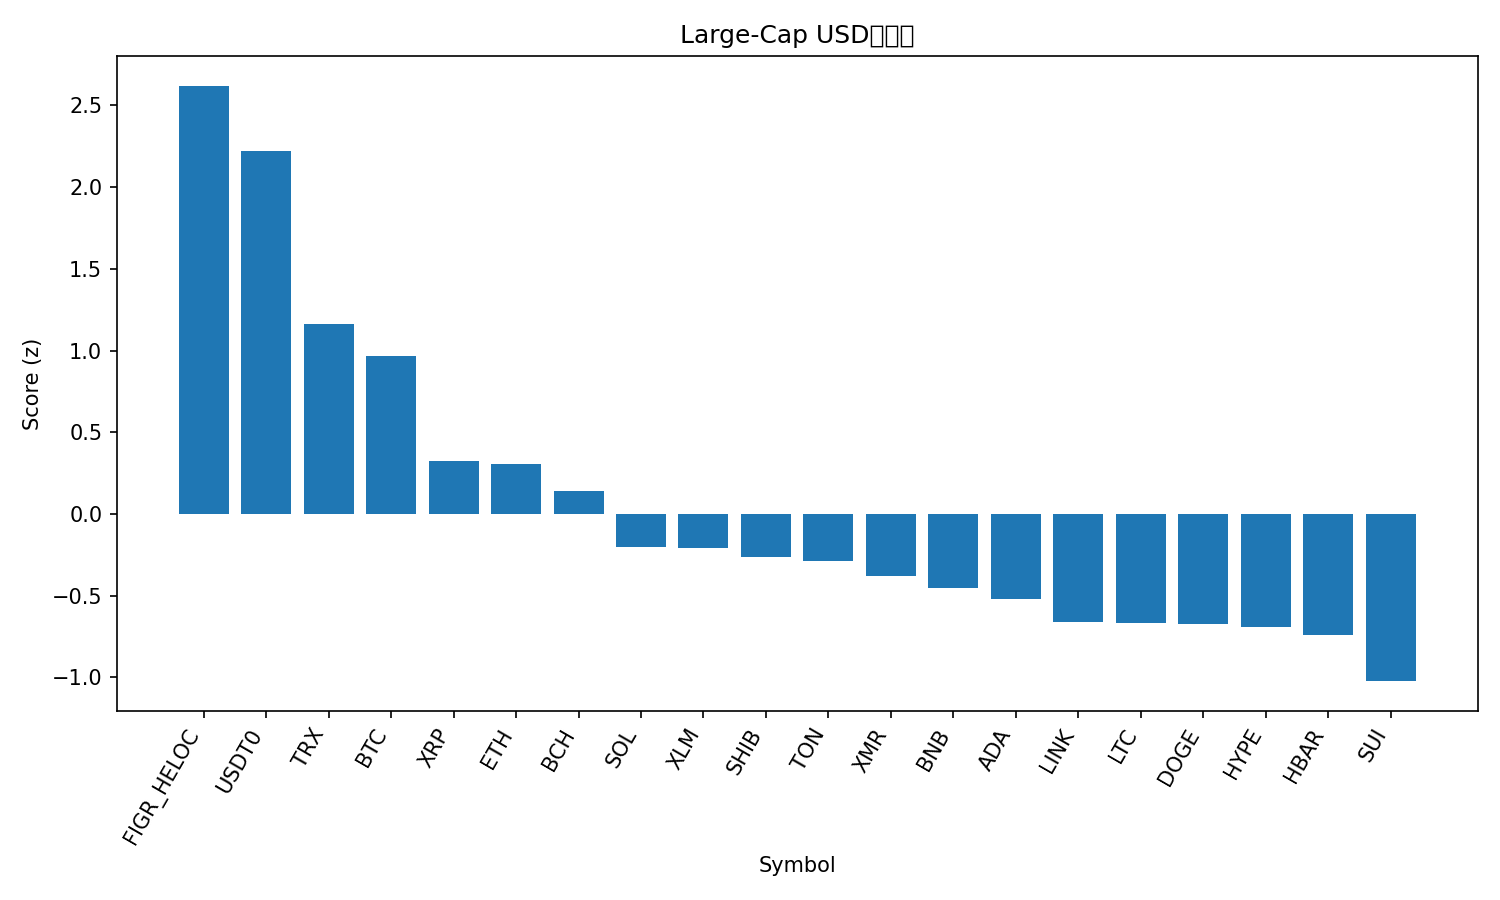 Large-Cap USD
Score (z)
2.5
2.0
1.5
1.0
0.5
0.0
−0.5
−1.0
FIGR_HELOC
USDT0
TRX
BTC
XRP
ETH
BCH
SOL
XLM
SHIB
TON
XMR
BNB
ADA
LINK
LTC
DOGE
HYPE
HBAR
SUI
Symbol